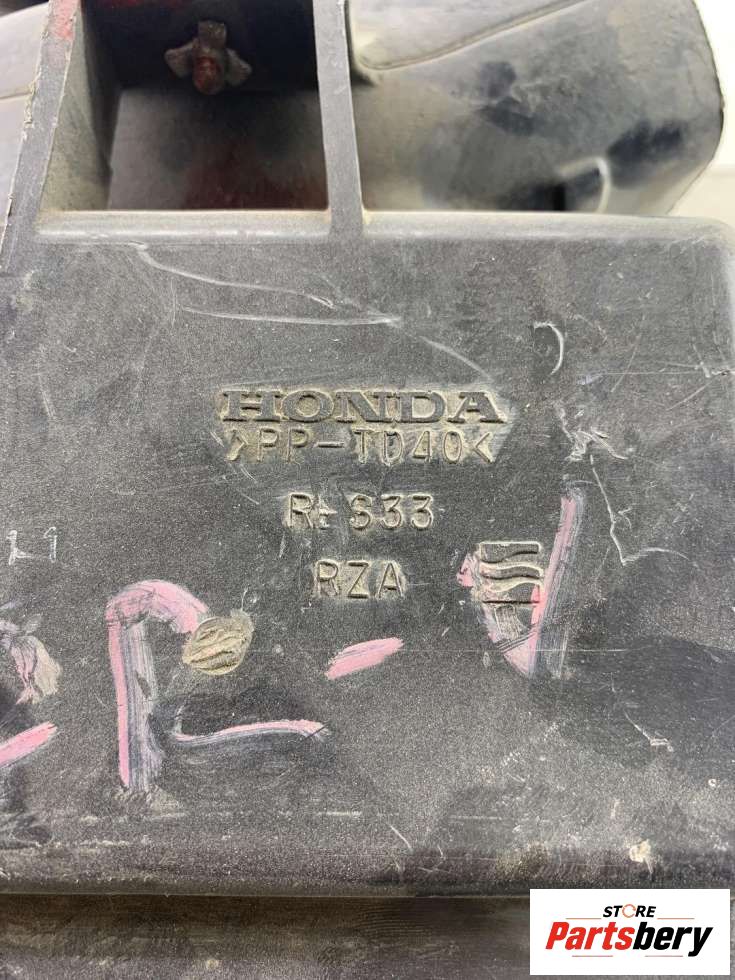 HONDA
>PP-TD40<
R-S33
RZA
STORE
Partsbery